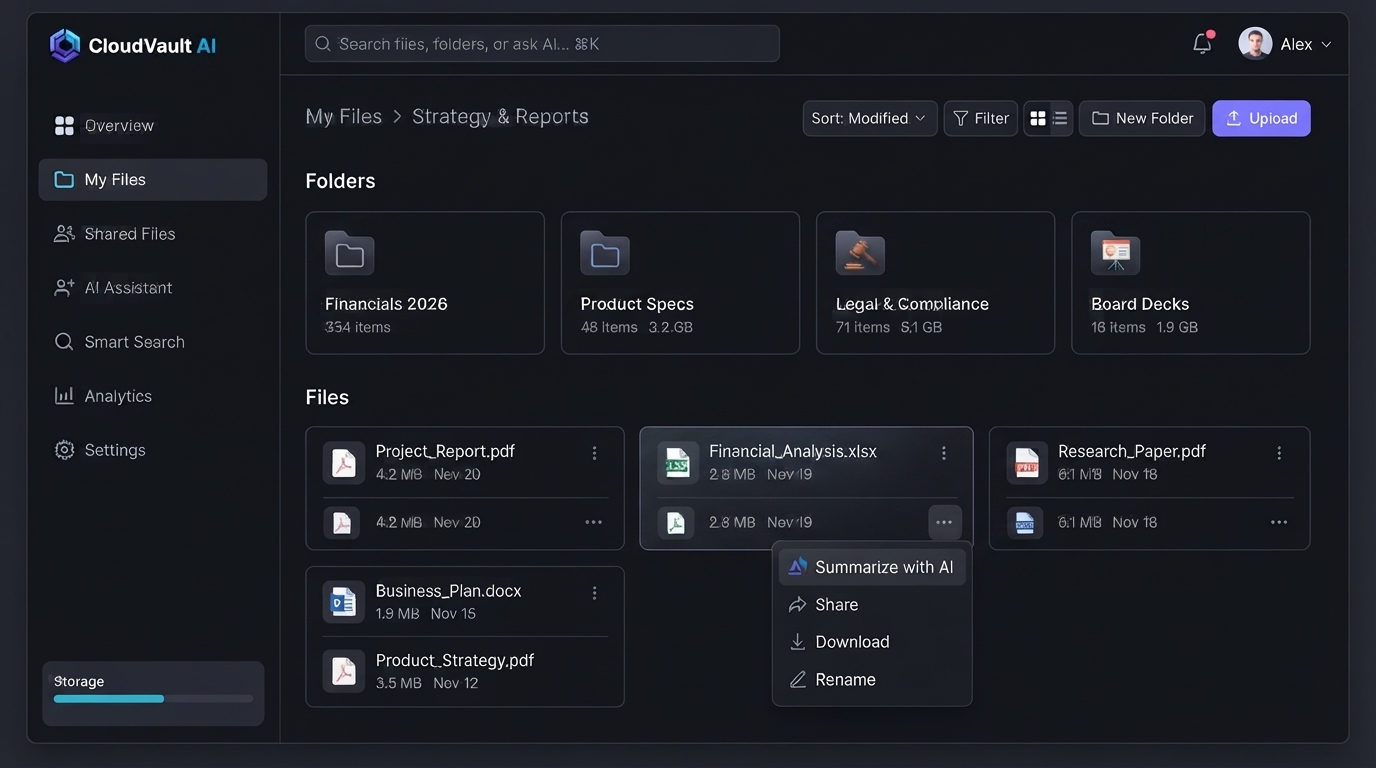 CloudVault AI
Search files, folders, or ask AI... ⌘K
Alex
Overview
My Files
Shared Files
AI Assistant
Smart Search
Analytics
Settings
Storage
My Files > Strategy & Reports
Sort: Modified
Filter
New Folder
Upload
Folders
Financials 2026
334 items
Product Specs
48 Items 3.2.GB
Legal & Compliance
71 items 5.1 GB
Board Decks
16 items 1.9 GB
Files
Project_Report.pdf
4.2 MB Nov 20
4.2 MB Nov 20
Financial_Analysis.xlsx
2.8 MB Nov 19
2.8 MB Nov 19
Research_Paper.pdf
6.1 MB Nov 18
6.1 MB Nov 18
Business_Plan.docx
1.9 MB Nov 15
Product_Strategy.pdf
3.5 MB Nov 12
Summarize with AI
Share
Download
Rename